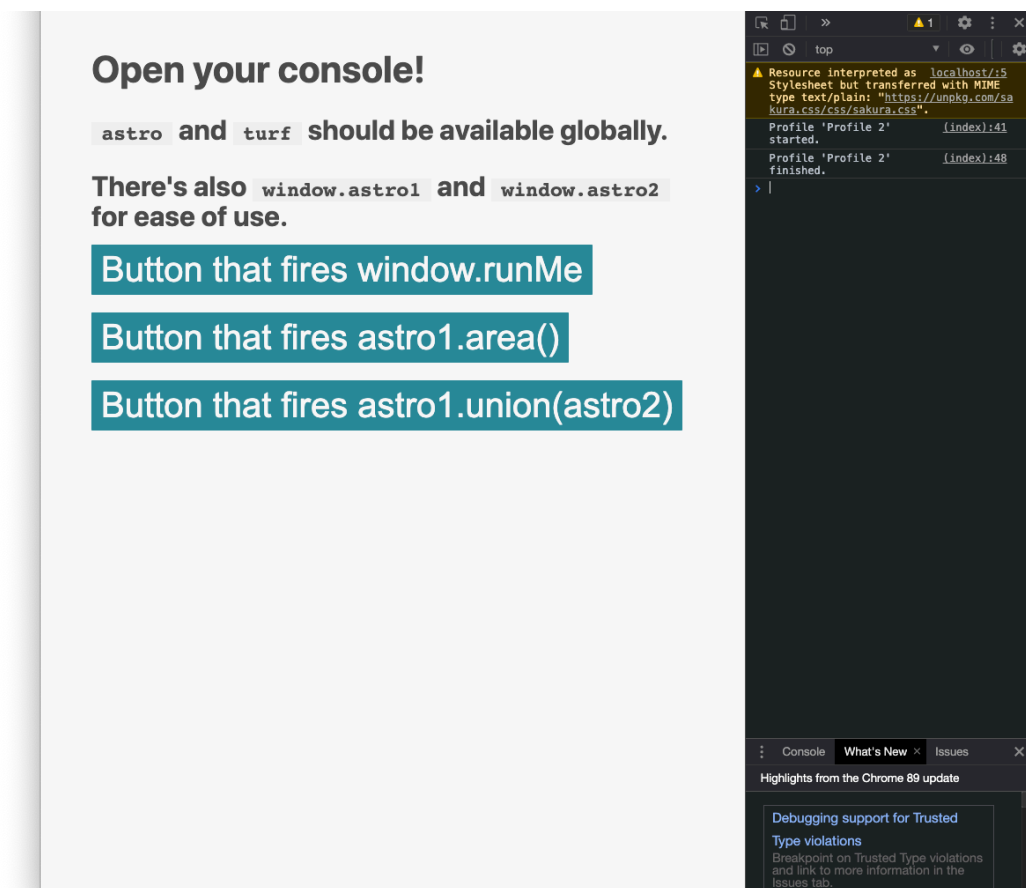 Open your console!
astro and turf should be available globally.
There's also window.astro1 and window.astro2
for ease of use.
Button that fires window.runMe
Button that fires astro1.area()
Button that fires astro1.union(astro2)
» 1
top
Resource interpreted as localhost/:5
Stylesheet but transferred with MIME
type text/plain: "https://unpkg.com/sa
kura.css/css/sakura.css".
Profile 'Profile 2' (index):41
started.
Profile 'Profile 2' (index):48
finished.
>
Console What's New × Issues
Highlights from the Chrome 89 update
Debugging support for Trusted
Type violations
Breakpoint on Trusted Type violations
and link to more information in the
Issues tab.